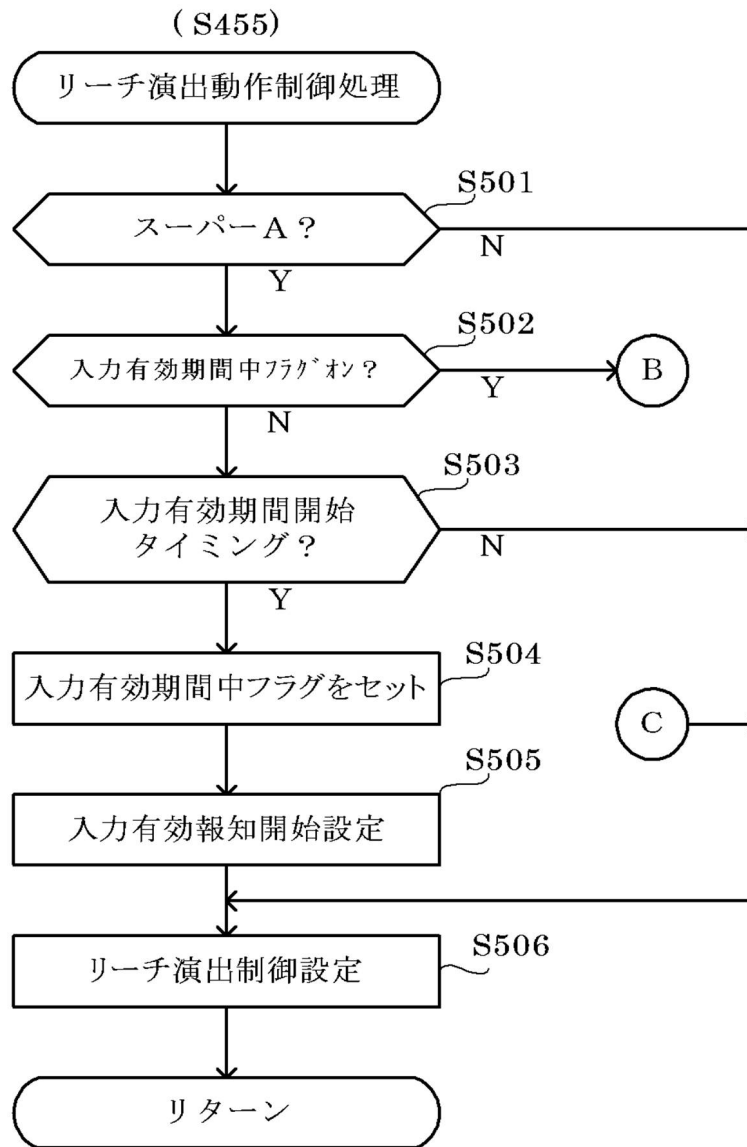 (S455)
リーチ演出動作制御処理
S501
スーパーA?
N
Y
S502
入力有効期間中ﾌﾗｸﾞｵﾝ?
Y
B
N
S503
入力有効期間開始
タイミング?
N
Y
S504
入力有効期間中フラグをセット
C
S505
入力有効報知開始設定
S506
リーチ演出制御設定
リターン